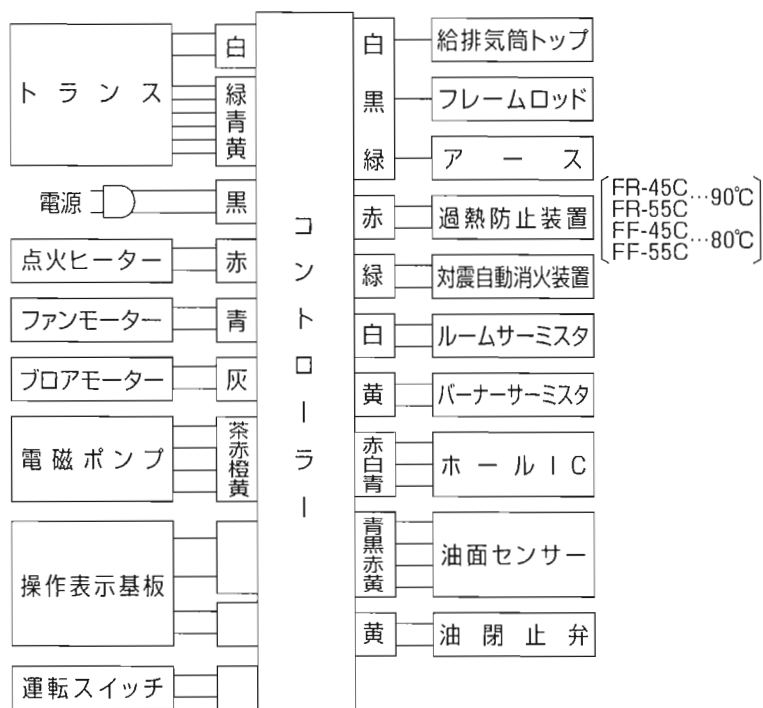 トランス
白
緑
青
黄
電源
黒
点火ヒーター
赤
ファンモーター
青
ブロアモーター
灰
電磁ポンプ
茶
赤
橙
黄
操作表示基板
運転スイッチ
コントローラー
白
給排気筒トップ
黒
フレームロッド
緑
アース
赤
過熱防止装置
FR-45C
FR-55C
…90℃
FF-45C
FF-55C
…80℃
緑
対震自動消火装置
白
ルームサーミスタ
黄
バーナーサーミスタ
赤
白
青
ホールIC
青
黒
赤
黄
油面センサー
黄
油閉止弁